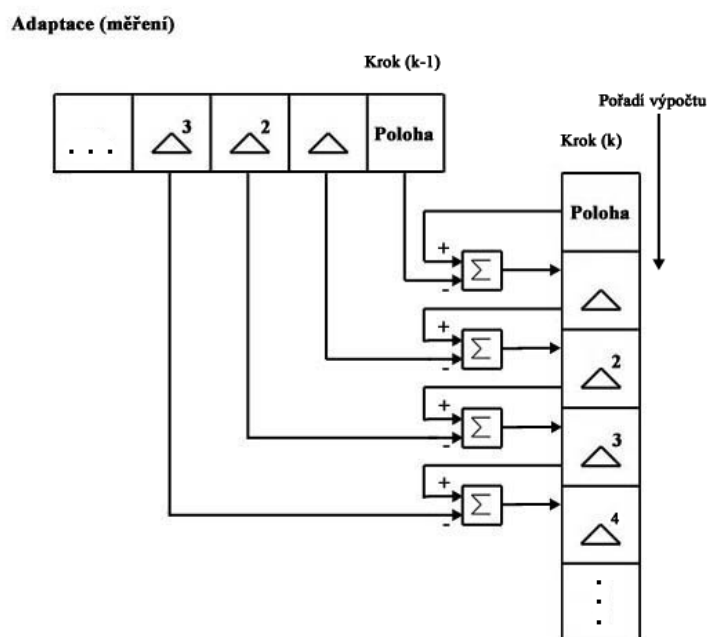 Adaptace (měření)
Krok (k-1)
Pořadí výpočtu
. . . △³ △² △ Poloha
Krok (k)
Poloha
+
Σ
-
△
+
Σ
-
△²
+
Σ
-
△³
+
Σ
-
△⁴
⋮